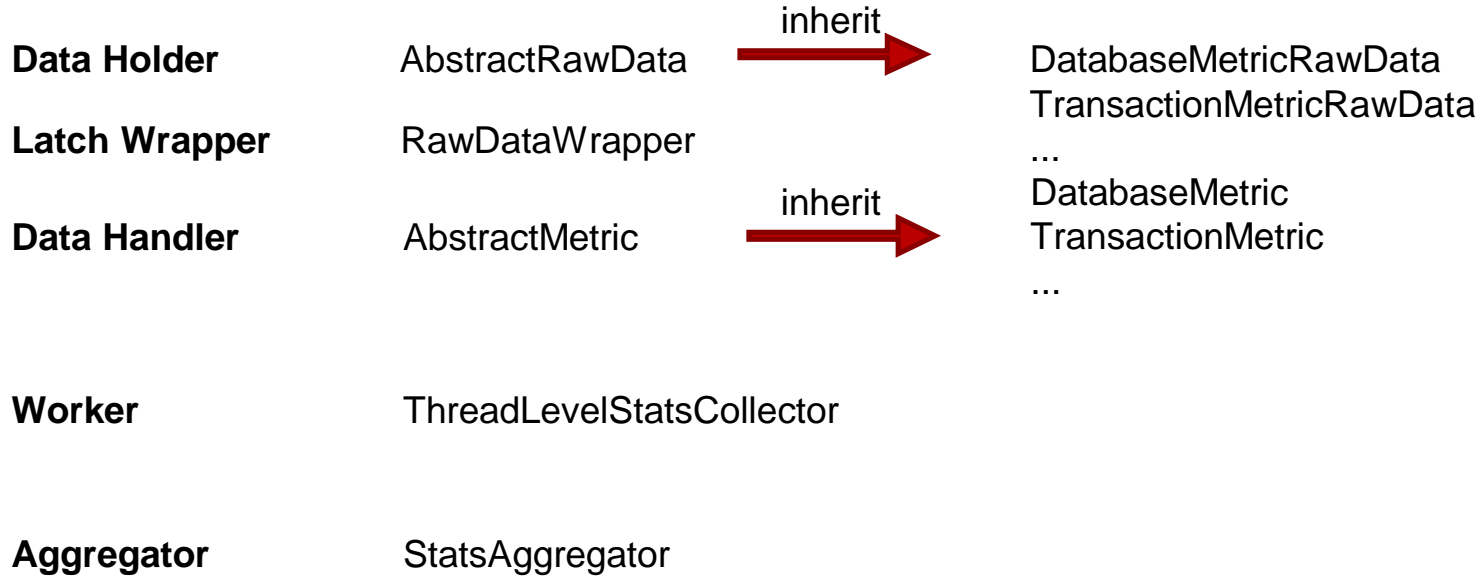 inherit
Data Holder AbstractRawData DatabaseMetricRawData
TransactionMetricRawData
Latch Wrapper RawDataWrapper ...
inherit DatabaseMetric
Data Handler AbstractMetric TransactionMetric
...
Worker ThreadLevelStatsCollector
Aggregator StatsAggregator